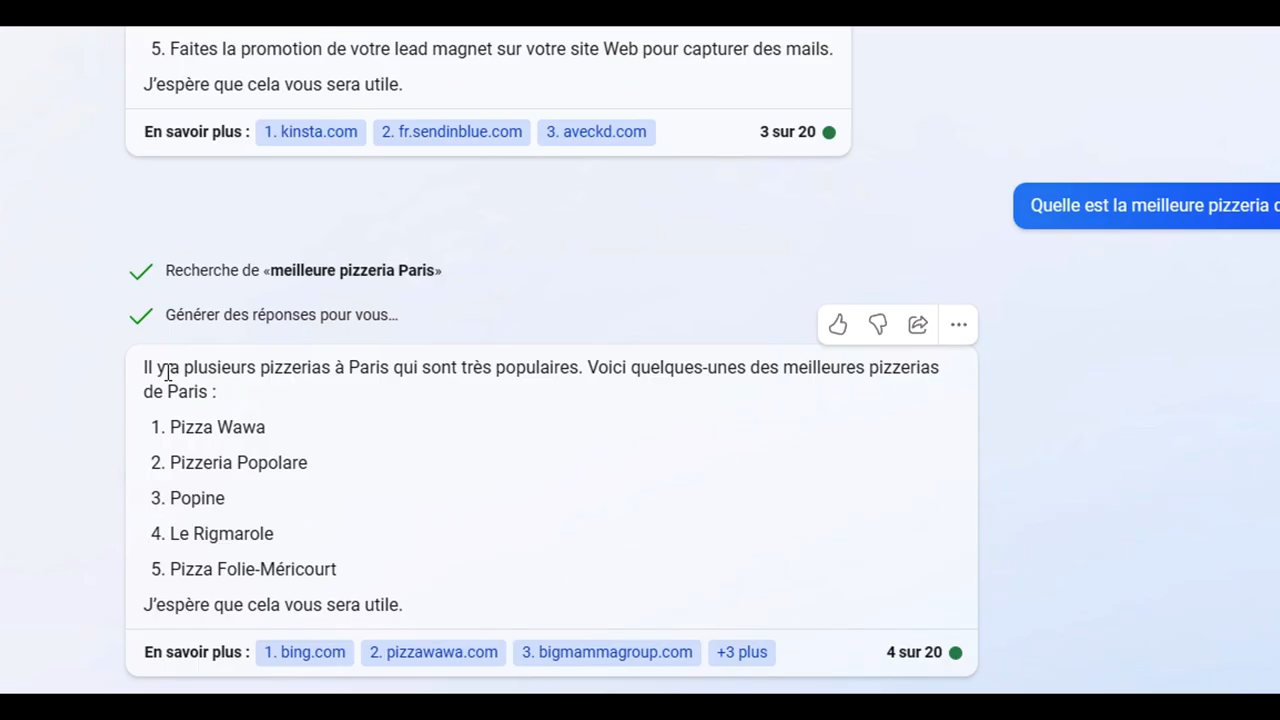 5. Faites la promotion de votre lead magnet sur votre site Web pour capturer des mails.
J'espère que cela vous sera utile.
En savoir plus : 1. kinsta.com 2. fr.sendinblue.com 3. aveckd.com 3 sur 20
Quelle est la meilleure pizzeria
Recherche de «meilleure pizzeria Paris»
Générer des réponses pour vous...
Il y a plusieurs pizzerias à Paris qui sont très populaires. Voici quelques-unes des meilleures pizzerias
de Paris :
1. Pizza Wawa
2. Pizzeria Popolare
3. Popine
4. Le Rigmarole
5. Pizza Folie-Méricourt
J'espère que cela vous sera utile.
En savoir plus : 1. bing.com 2. pizzawawa.com 3. bigmammagroup.com +3 plus 4 sur 20